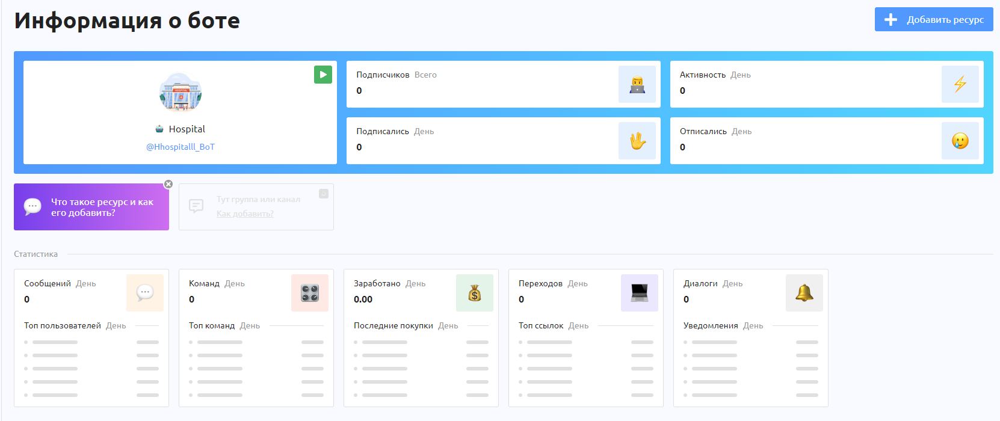 Информация о боте
Добавить ресурс
HOSPITAL
Hospital
@Hhospitalll_BoT
Подписчиков Всего
0
Активность День
0
Подписались День
0
Отписались День
0
Что такое ресурс и как
его добавить?
Тут группа или канал
Как добавить?
Статистика
Сообщений День
0
Топ пользователей День
Команд День
0
Топ команд День
Заработано День
0.00
Последние покупки День
Переходов День
0
Топ ссылок День
Диалоги День
0
Уведомления День